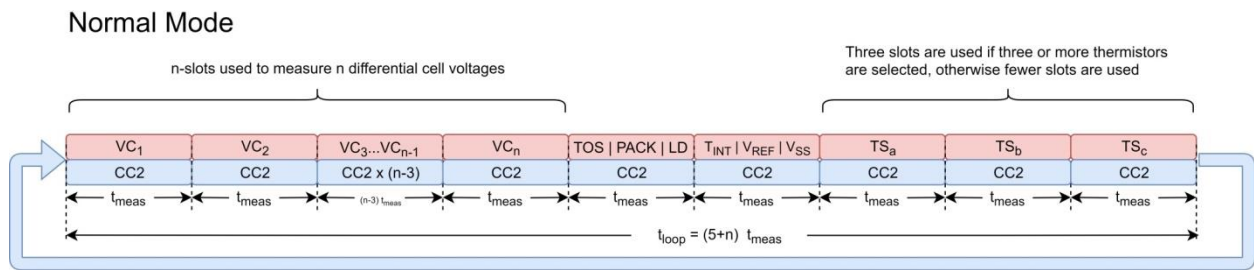 Normal Mode
n-slots used to measure n differential cell voltages
Three slots are used if three or more thermistors
are selected, otherwise fewer slots are used
VC1 VC2 VC3...VCn-1 VCn TOS | PACK | LD TINT | VREF | VSS TSa TSb TSc
CC2 CC2 CC2 x (n-3) CC2 CC2 CC2 CC2 CC2 CC2
tmeas tmeas (n-3) tmeas tmeas tmeas tmeas tmeas tmeas tmeas
tloop = (5+n) tmeas